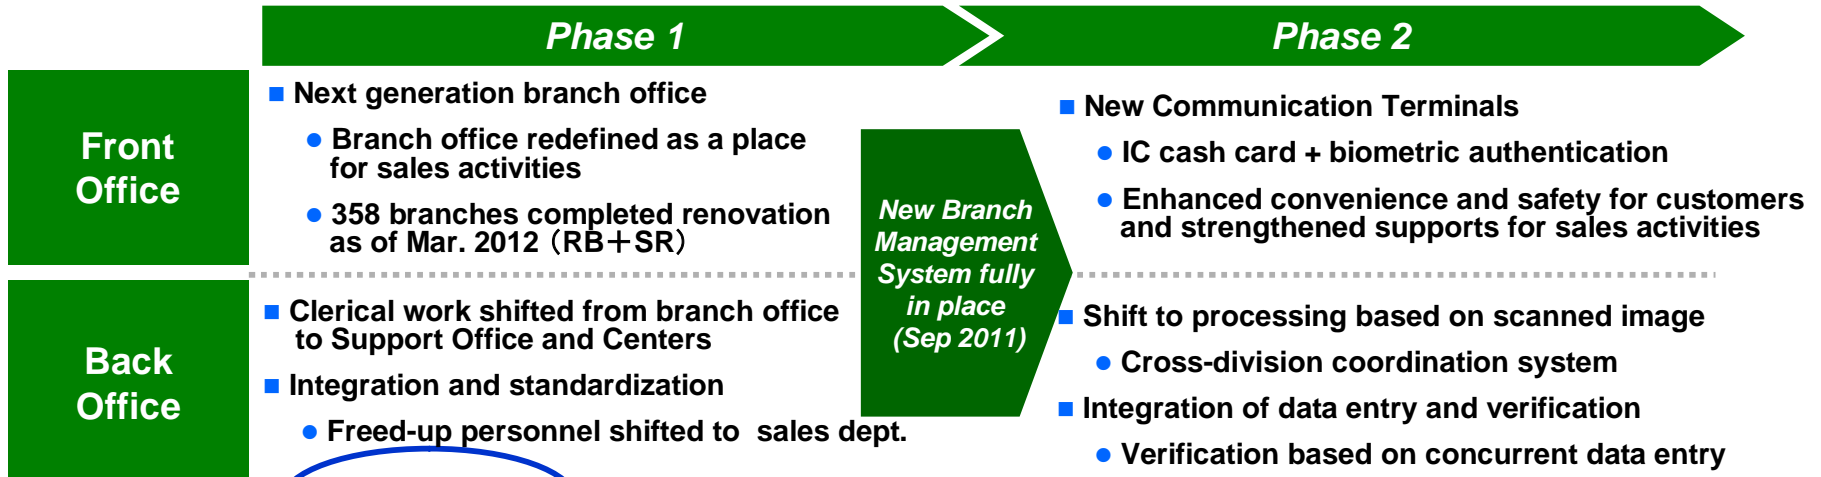 Phase 1
Phase 2
Front
Office
■ Next generation branch office
● Branch office redefined as a place
for sales activities
● 358 branches completed renovation
as of Mar. 2012（RB＋SR）
New Branch
Management
System fully
in place
(Sep 2011)
■ New Communication Terminals
● IC cash card + biometric authentication
● Enhanced convenience and safety for customers
and strengthened supports for sales activities
Back
Office
■ Clerical work shifted from branch office
to Support Office and Centers
■ Integration and standardization
● Freed-up personnel shifted to sales dept.
■ Shift to processing based on scanned image
● Cross-division coordination system
■ Integration of data entry and verification
● Verification based on concurrent data entry